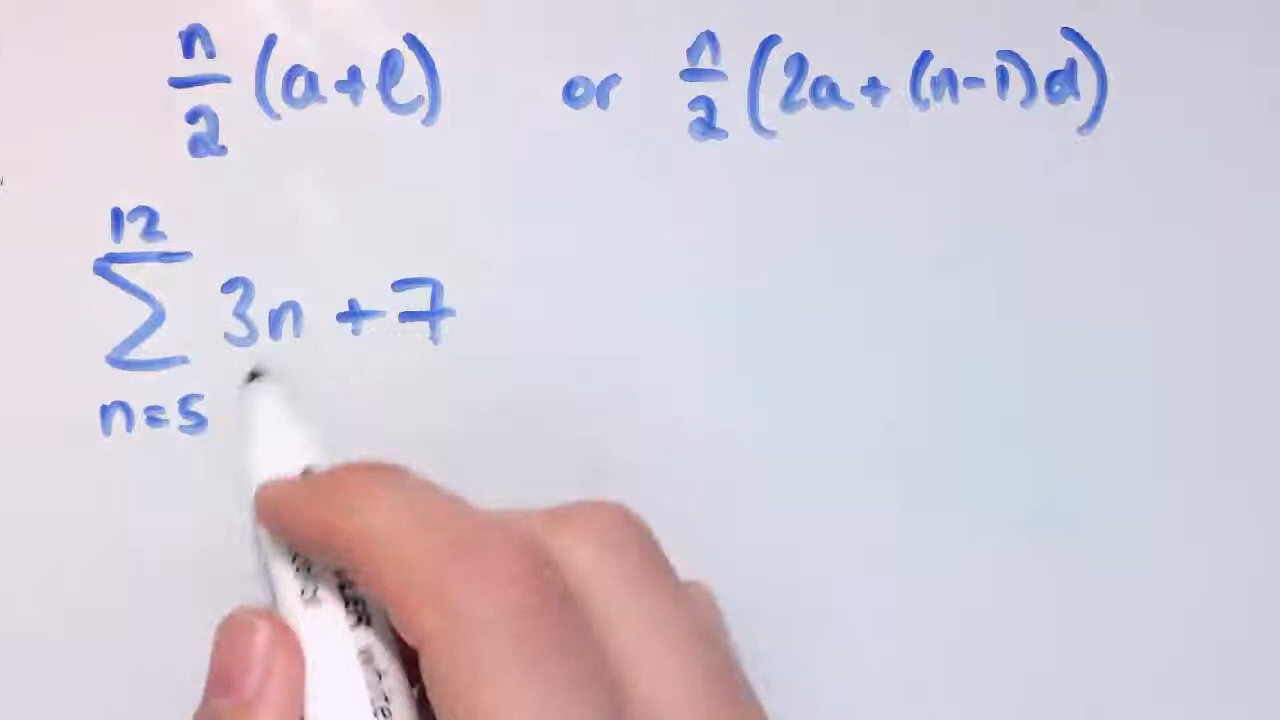 n/2 (a+l) or n/2 (2a+(n-1)d)
12
∑ 3n+7
n=5